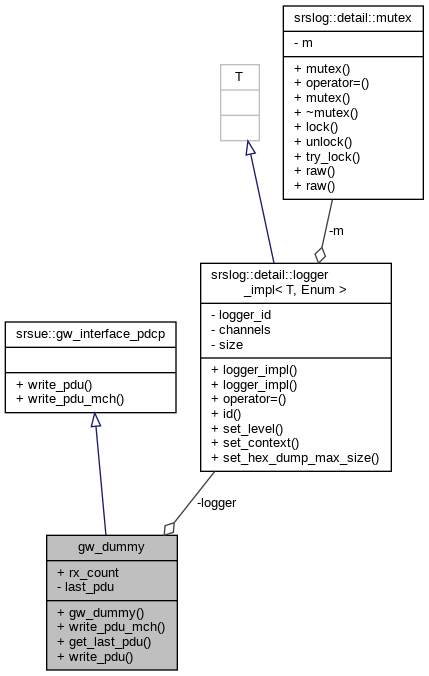 srslog::detail::mutex
- m
+ mutex()
+ operator=()
+ mutex()
+ ~mutex()
+ lock()
+ unlock()
+ try_lock()
+ raw()
+ raw()
T
-m
srslog::detail::logger
_impl< T, Enum >
- logger_id
- channels
- size
+ logger_impl()
+ logger_impl()
+ operator=()
+ id()
+ set_level()
+ set_context()
+ set_hex_dump_max_size()
srsue::gw_interface_pdcp
+ write_pdu()
+ write_pdu_mch()
-logger
gw_dummy
+ rx_count
- last_pdu
+ gw_dummy()
+ write_pdu_mch()
+ get_last_pdu()
+ write_pdu()